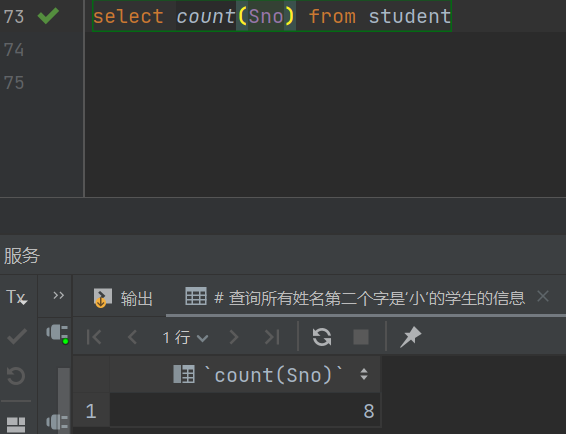 73 select count(Sno) from student
74
75
服务
Tx
输出 # 查询所有姓名第二个字是‘小’的学生的信息
1 行
`count(Sno)`
1 8